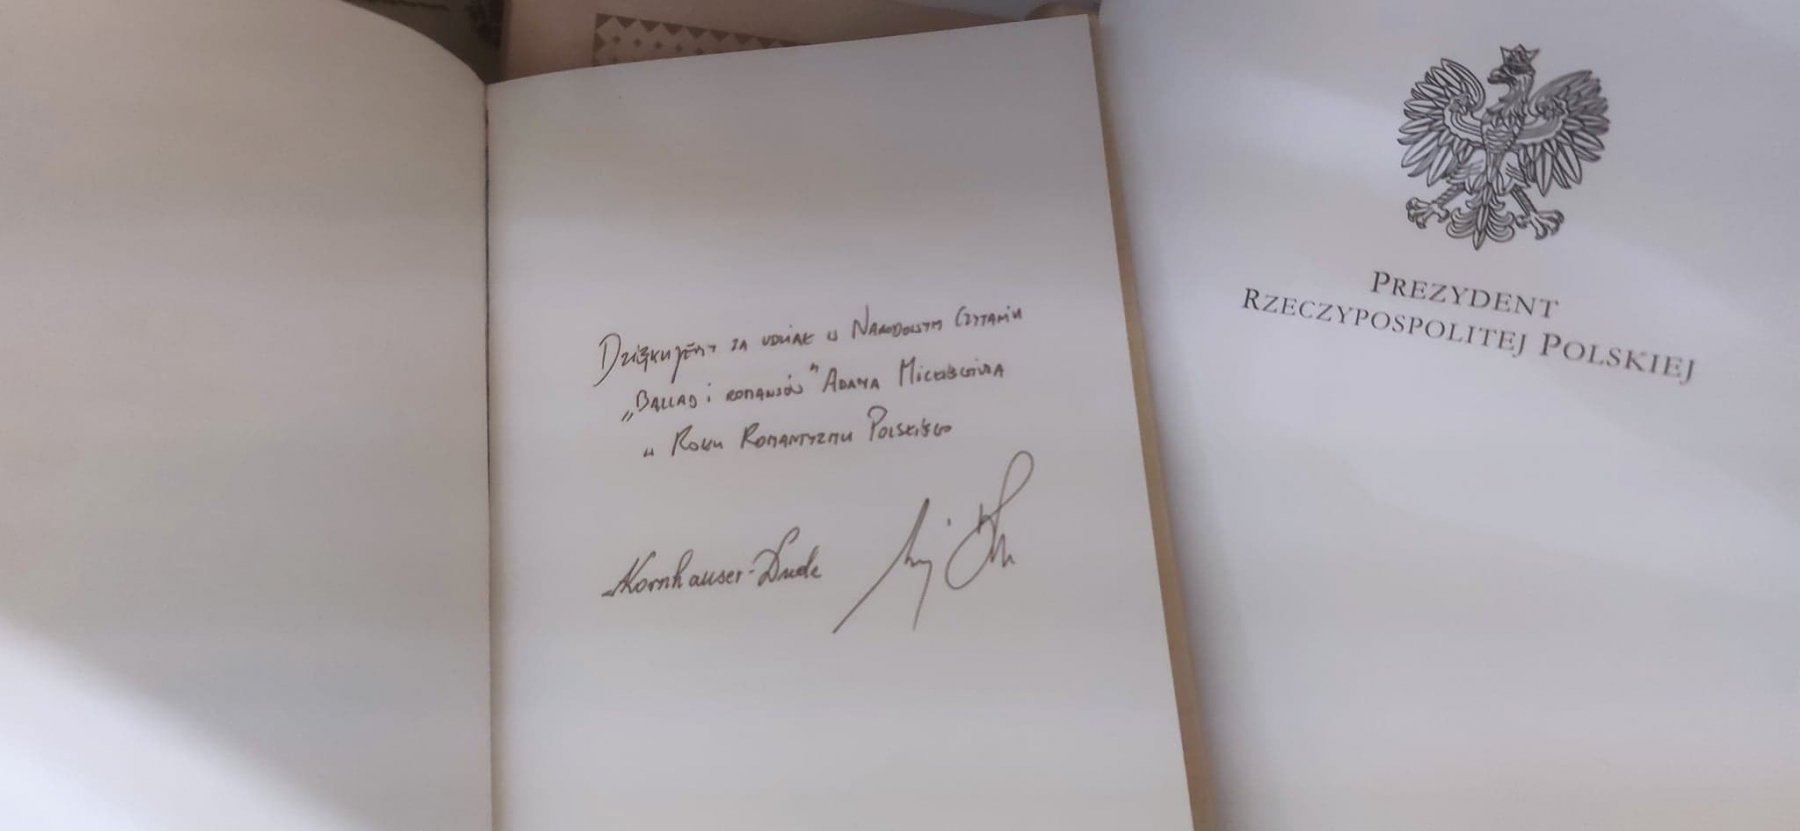 Dziękujemy za udział w Narodowym Czytaniu
„Ballad i romansów" Adama Mickiewicza
w Roku Romantyzmu Polskiego
Kornhauser-Duda
PREZYDENT
RZECZYPOSPOLITEJ POLSKIEJ